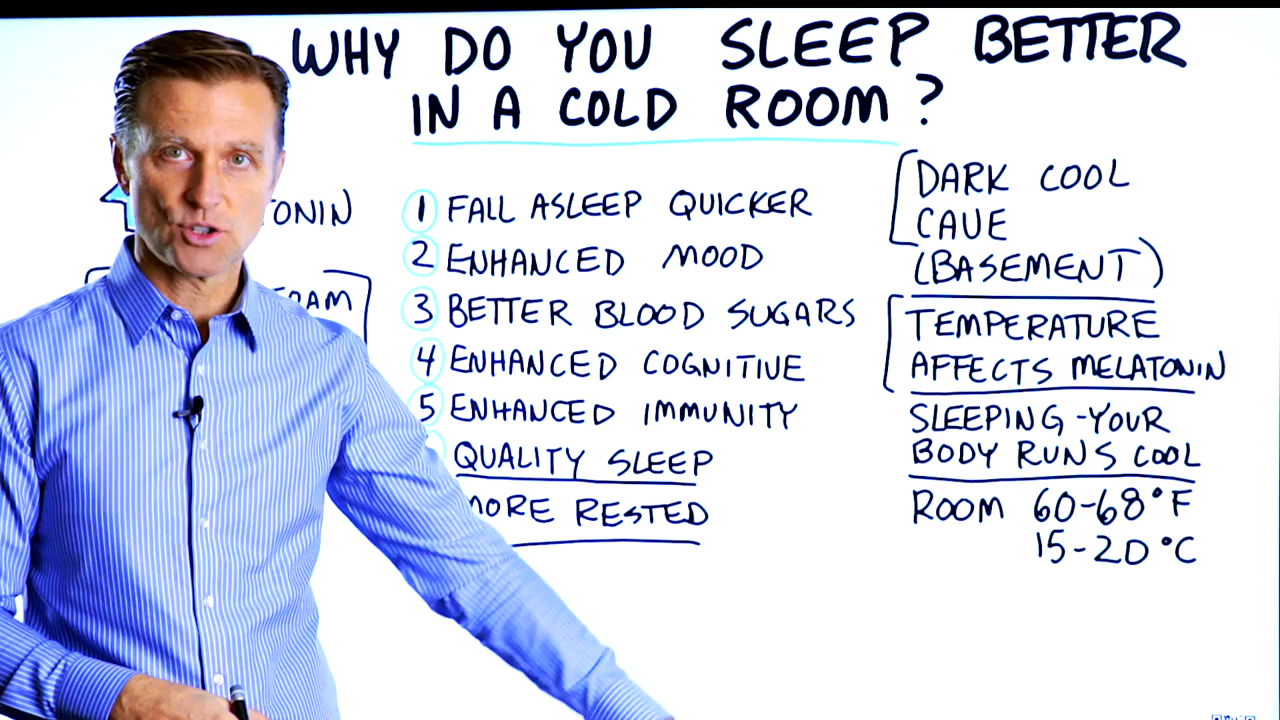 WHY DO YOU SLEEP BETTER
IN A COLD ROOM?
1 FALL ASLEEP QUICKER
2 ENHANCED MOOD
3 BETTER BLOOD SUGARS
4 ENHANCED COGNITIVE
5 ENHANCED IMMUNITY
QUALITY SLEEP
MORE RESTED
DARK COOL
CAVE
(BASEMENT)
TEMPERATURE
AFFECTS MELATONIN
SLEEPING-YOUR
BODY RUNS COOL
ROOM 60-68°F
15-20°C